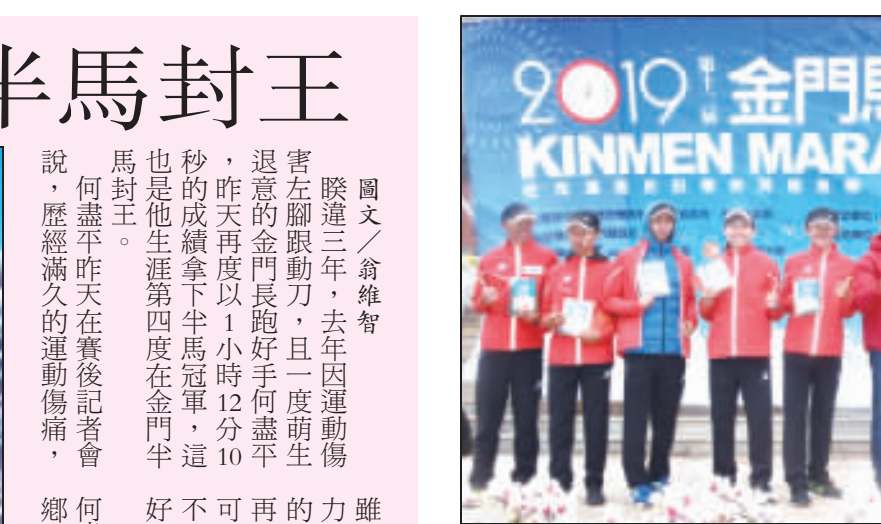 半馬封王
圖文／翁維智
睽違三年，去年因運動傷
害左腳跟動刀，且一度萌生
退意的金門長跑好手何盡平
，昨天再度以1小時12分10
秒的成績拿下半馬冠軍，這
也是他生涯第四度在金門半
馬封王。
何盡平昨天在賽後記者會
說，歷經滿久的運動傷痛，
雖
力
的
再
可
不
好
何
鄉
2019 金門馬
KINMEN MARA